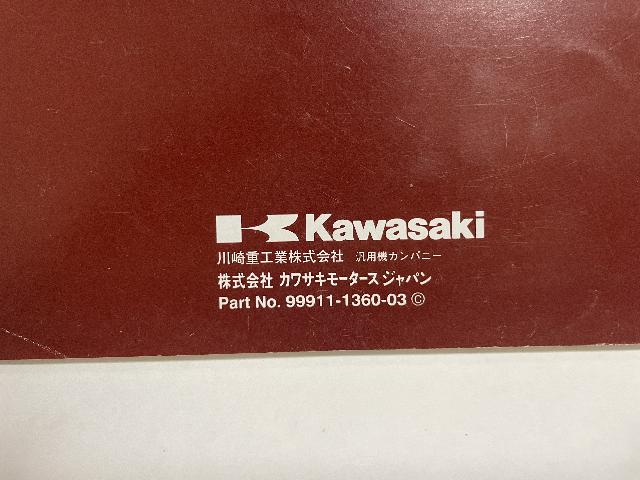 Kawasaki
川崎重工業株式会社 汎用機カンパニー
株式会社 カワサキモータース ジャパン
Part No. 99911-1360-03 ©